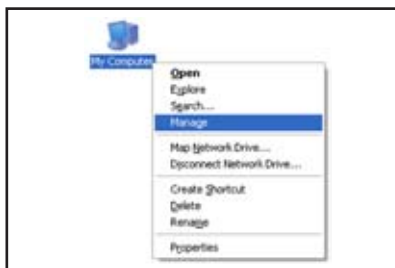 My Computer
Open
Explore
Search...
Manage
Map Network Drive...
Disconnect Network Drive...
Create Shortcut
Delete
Rename
Properties